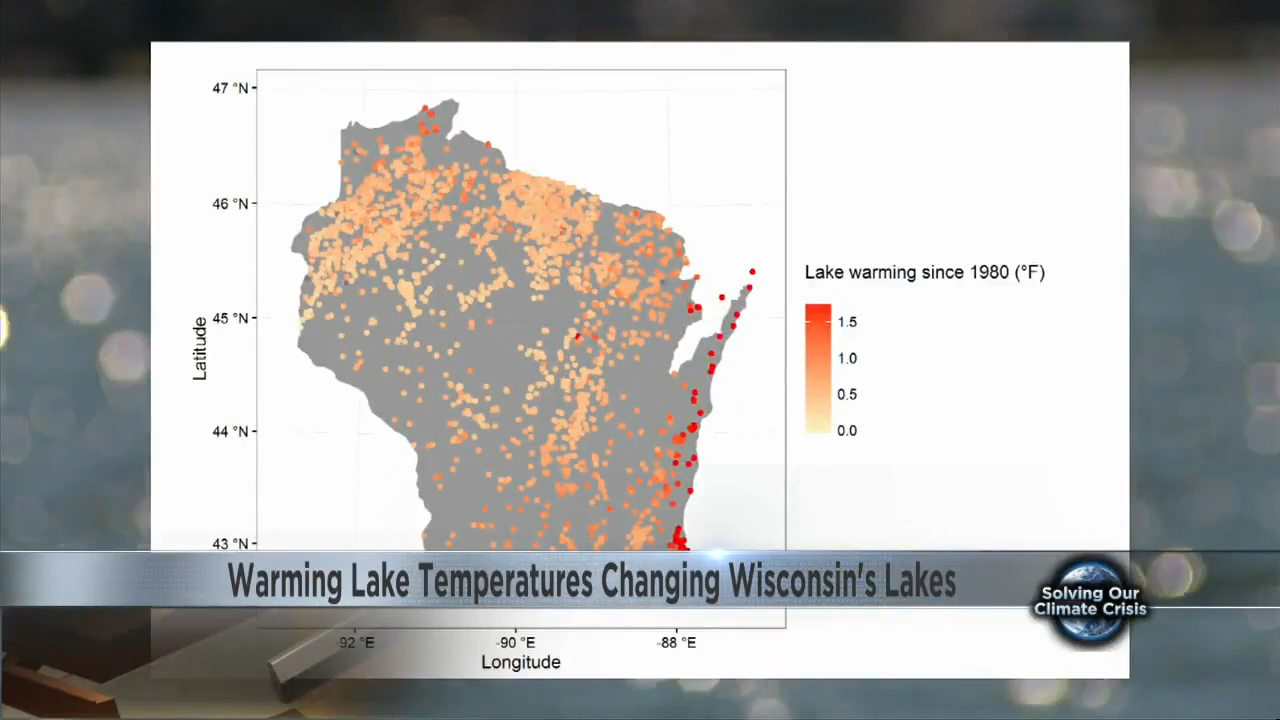 47 °N
46 °N
45 °N
44 °N
43 °N
Latitude
Lake warming since 1980 (°F)
1.5
1.0
0.5
0.0
Warming Lake Temperatures Changing Wisconsin's Lakes
Solving Our
Climate Crisis
-92 °E
-90 °E
-88 °E
Longitude